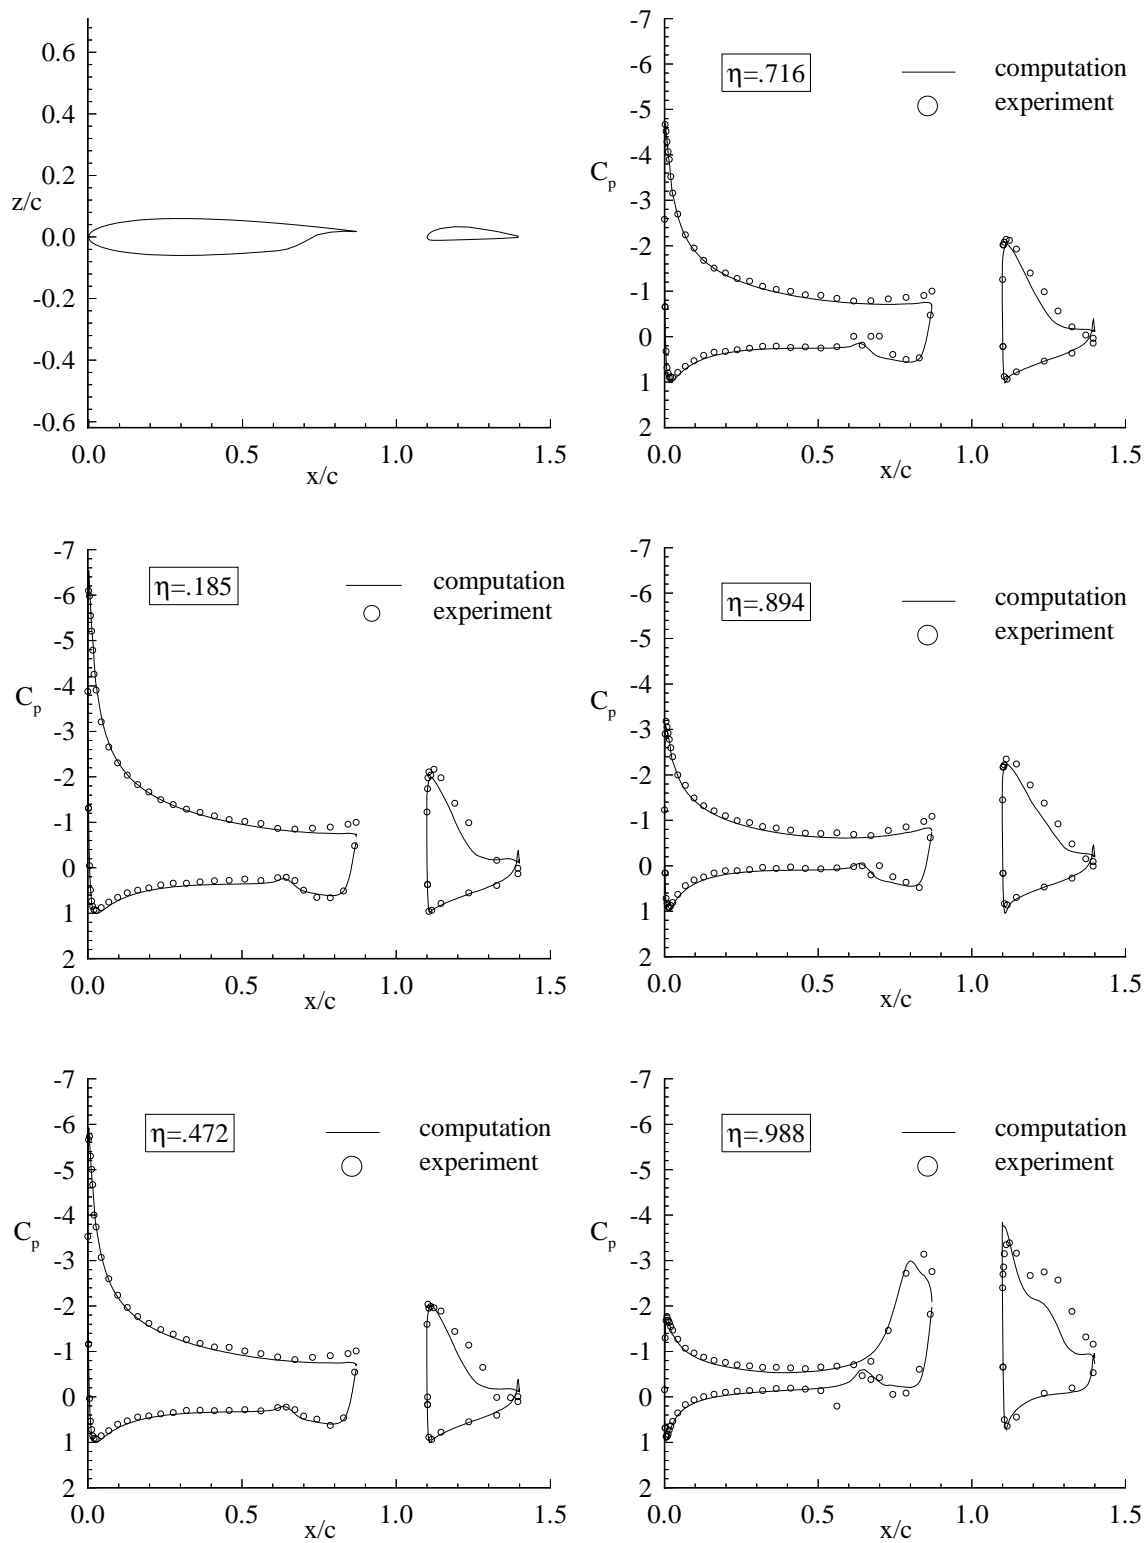 0.6
0.4
0.2
z/c
0.0
-0.2
-0.4
-0.6
0.0 0.5 1.0 1.5
x/c
-7
η=.716 computation
-6
experiment
-5
-4
Cp
-3
-2
-1
0
1
2
0.0 0.5 1.0 1.5
x/c
-7
η=.185 computation
-6 experiment
-5
-4
Cp
-3
-2
-1
0
1
2
0.0 0.5 1.0 1.5
x/c
-7
η=.894 computation
-6
experiment
-5
-4
Cp
-3
-2
-1
0
1
2
0.0 0.5 1.0 1.5
x/c
-7
-6
η=.472 computation
experiment
-5
-4
Cp
-3
-2
-1
0
1
2
0.0 0.5 1.0 1.5
x/c
-7
-6
η=.988 computation
experiment
-5
-4
Cp
-3
-2
-1
0
1
2
0.0 0.5 1.0 1.5
x/c